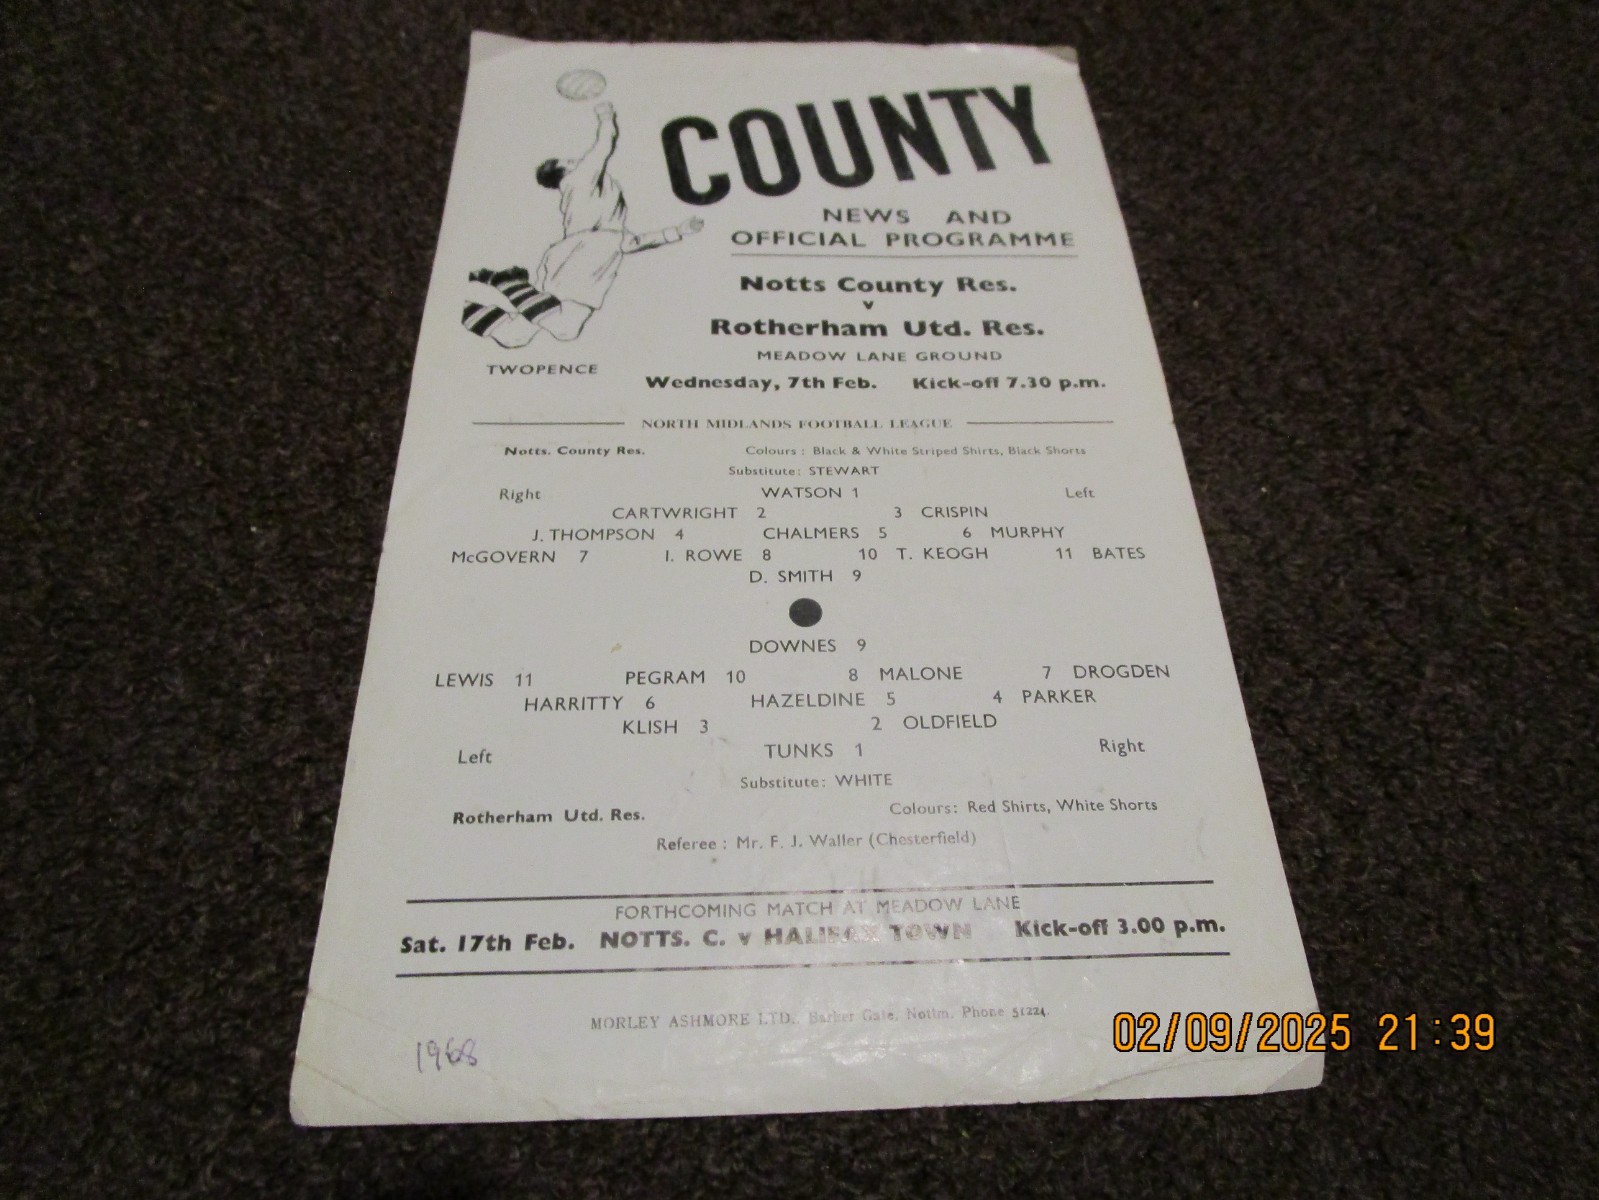 COUNTY
NEWS AND
OFFICIAL PROGRAMME
Notts County Res.
v
Rotherham Utd. Res.
MEADOW LANE GROUND
TWOPENCE
Wednesday, 7th Feb. Kick-off 7.30 p.m.
NORTH MIDLANDS FOOTBALL LEAGUE
Notts. County Res. Colours : Black & White Striped Shirts, Black Shorts
Substitute: STEWART
Right WATSON 1 Left
CARTWRIGHT 2 3 CRISPIN
J. THOMPSON 4 CHALMERS 5 6 MURPHY
McGOVERN 7 I. ROWE 8 10 T. KEOGH 11 BATES
D. SMITH 9
DOWNES 9
LEWIS 11 PEGRAM 10 8 MALONE 7 DROGDEN
HARRITTY 6 HAZELDINE 5 4 PARKER
KLISH 3 2 OLDFIELD
Left TUNKS 1 Right
Substitute: WHITE
Rotherham Utd. Res. Colours: Red Shirts, White Shorts
Referee : Mr. F. J. Waller (Chesterfield)
FORTHCOMING MATCH AT MEADOW LANE
Sat. 17th Feb. NOTTS. C. v HALIFAX TOWN Kick-off 3.00 p.m.
MORLEY ASHMORE LTD., Barker Gate, Nottm. Phone 51224.
1968
02/09/2025 21:39